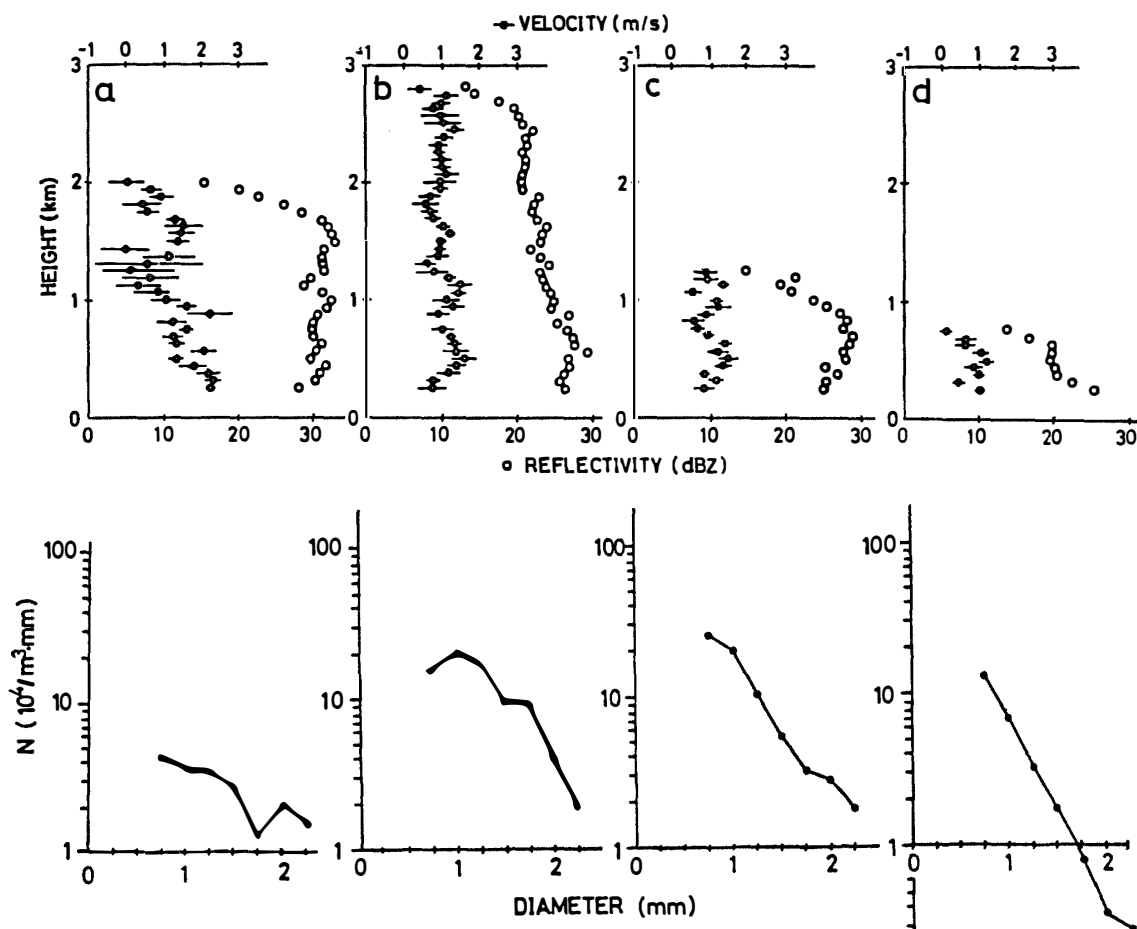 VELOCITY (m/s)
-1 0 1 2 3
-1 0 1 2 3
-1 0 1 2 3
-1 0 1 2 3
a
b
c
d
HEIGHT (km)
3
2
1
0
3
2
1
0
3
2
1
0
3
2
1
0
0 10 20 30
0 10 20 30
0 10 20 30
0 10 20 30
REFLECTIVITY (dBZ)
N (10⁴/m³·mm)
100
10
1
100
10
1
100
10
1
100
10
1
0 1 2
0 1 2
0 1 2
0 1 2
DIAMETER (mm)